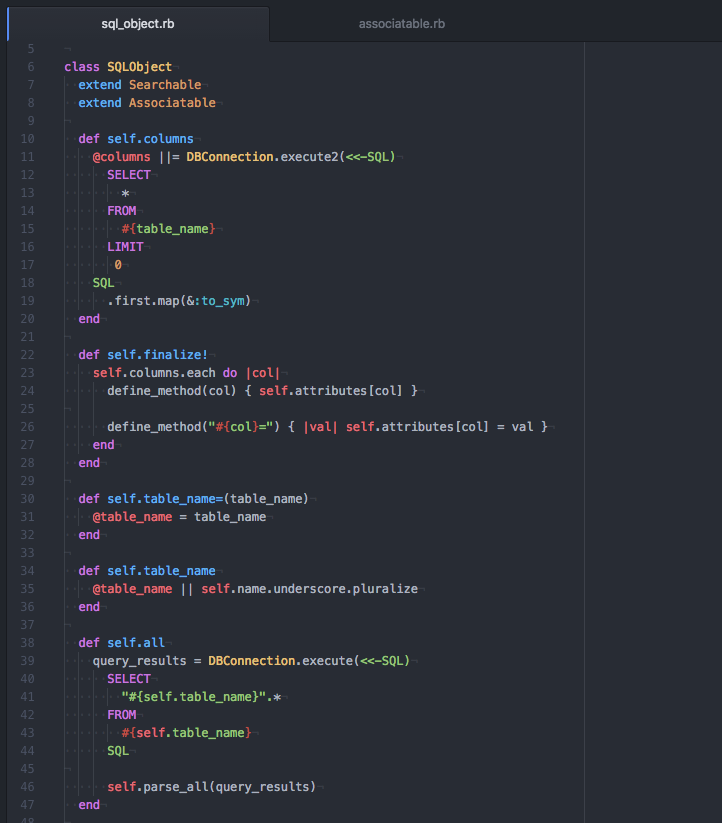 sql_object.rb
associatable.rb
5
6 class SQLObject
7   extend Searchable
8   extend Associatable
9
10   def self.columns
11     @columns ||= DBConnection.execute2(<<-SQL)
12       SELECT
13         *
14       FROM
15         #{table_name}
16       LIMIT
17        0
18     SQL
19       .first.map(&:to_sym)
20   end
21
22   def self.finalize!
23     self.columns.each do |col|
24       define_method(col) { self.attributes[col] }
25
26       define_method("#{col}=") { |val| self.attributes[col] = val }
27     end
28   end
29
30   def self.table_name=(table_name)
31     @table_name = table_name
32   end
33
34   def self.table_name
35     @table_name || self.name.underscore.pluralize
36   end
37
38   def self.all
39     query_results = DBConnection.execute(<<-SQL)
40       SELECT
41         "#{self.table_name}".*
42       FROM
43         #{self.table_name}
44       SQL
45
46       self.parse_all(query_results)
47   end
48